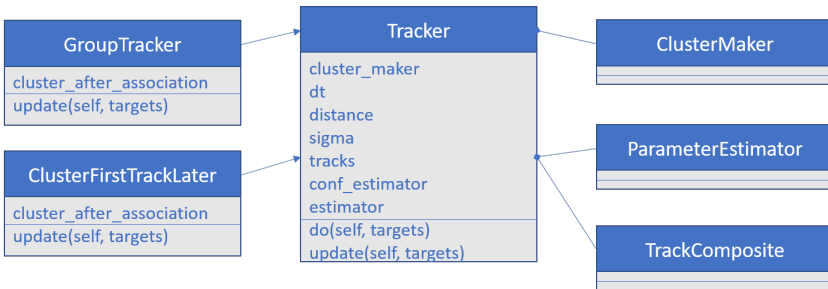 GroupTracker
cluster_after_association
update(self, targets)
ClusterFirstTrackLater
cluster_after_association
update(self, targets)
Tracker
cluster_maker
dt
distance
sigma
tracks
conf_estimator
estimator
do(self, targets)
update(self, targets)
ClusterMaker
ParameterEstimator
TrackComposite